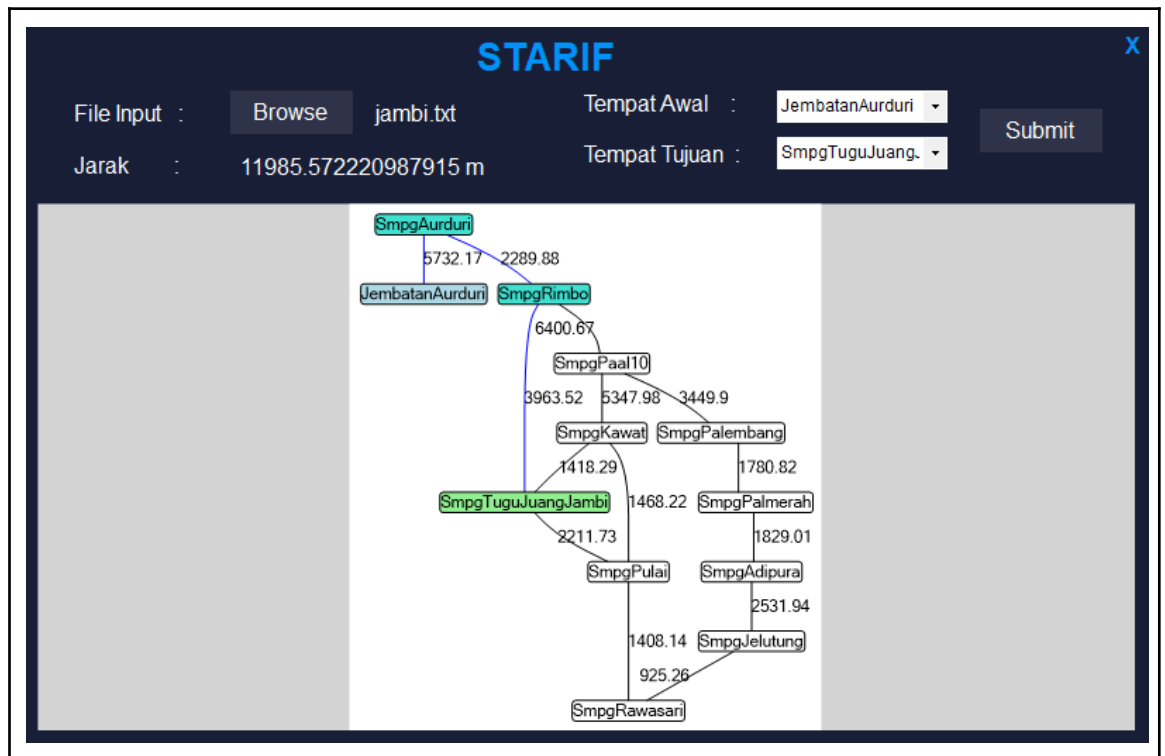 STARIF
X
File Input :
Browse
jambi.txt
Tempat Awal :
JembatanAurduri
Submit
Jarak :
11985.572220987915 m
Tempat Tujuan :
SmpgTuguJuang
SmpgAurduri
5732.17
2289.88
JembatanAurduri
SmpgRimbo
6400.67
SmpgPaal10
3963.52
5347.98
3449.9
SmpgKawat
SmpgPalembang
1418.29
1780.82
SmpgTuguJuangJambi
1468.22
SmpgPalmerah
2211.73
1829.01
SmpgPulai
SmpgAdipura
2531.94
1408.14
SmpgJelutung
925.26
SmpgRawasari